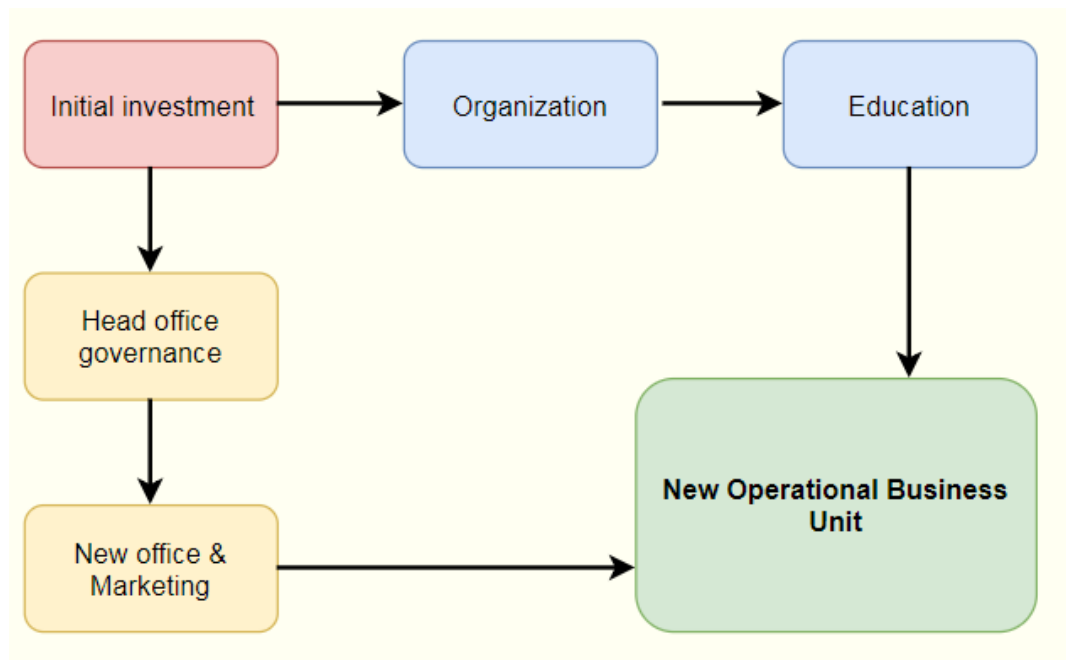 Initial investment
Organization
Education
Head office
governance
New Operational Business
Unit
New office &
Marketing